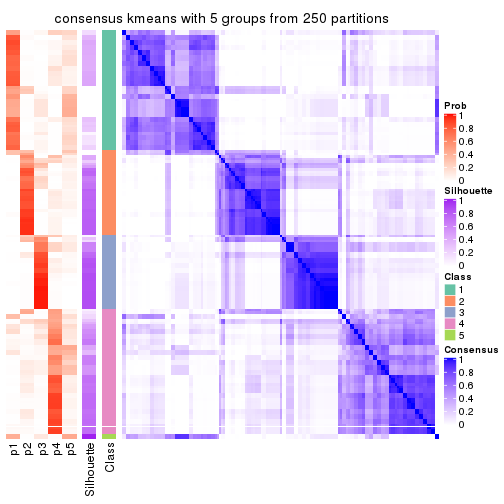 consensus kmeans with 5 groups from 250 partitions
Prob
1
0.8
0.6
0.4
0.2
0
Silhouette
1
0.8
0.6
0.4
0.2
0
Class
1
2
3
4
5
Consensus
1
0.8
0.6
0.4
0.2
0
p1
p2
p3
p4
p5
Silhouette
Class